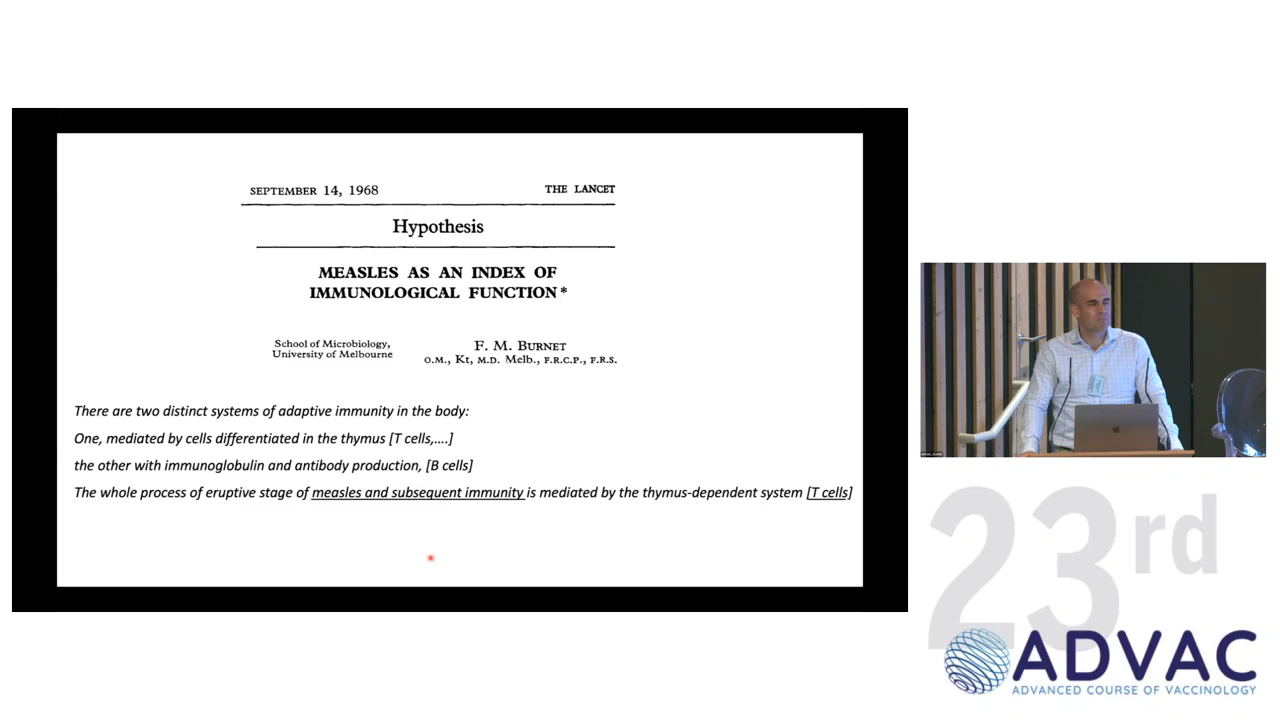 SEPTEMBER 14, 1968 THE LANCET
Hypothesis
MEASLES AS AN INDEX OF
IMMUNOLOGICAL FUNCTION*
School of Microbiology,
University of Melbourne
F. M. BURNET
O.M., Kt, M.D. Melb., F.R.C.P., F.R.S.
There are two distinct systems of adaptive immunity in the body:
One, mediated by cells differentiated in the thymus [T cells,....]
the other with immunoglobulin and antibody production, [B cells]
The whole process of eruptive stage of measles and subsequent immunity is mediated by the thymus-dependent system [T cells]
23rd
ADVAC
ADVANCED COURSE OF VACCINOLOGY